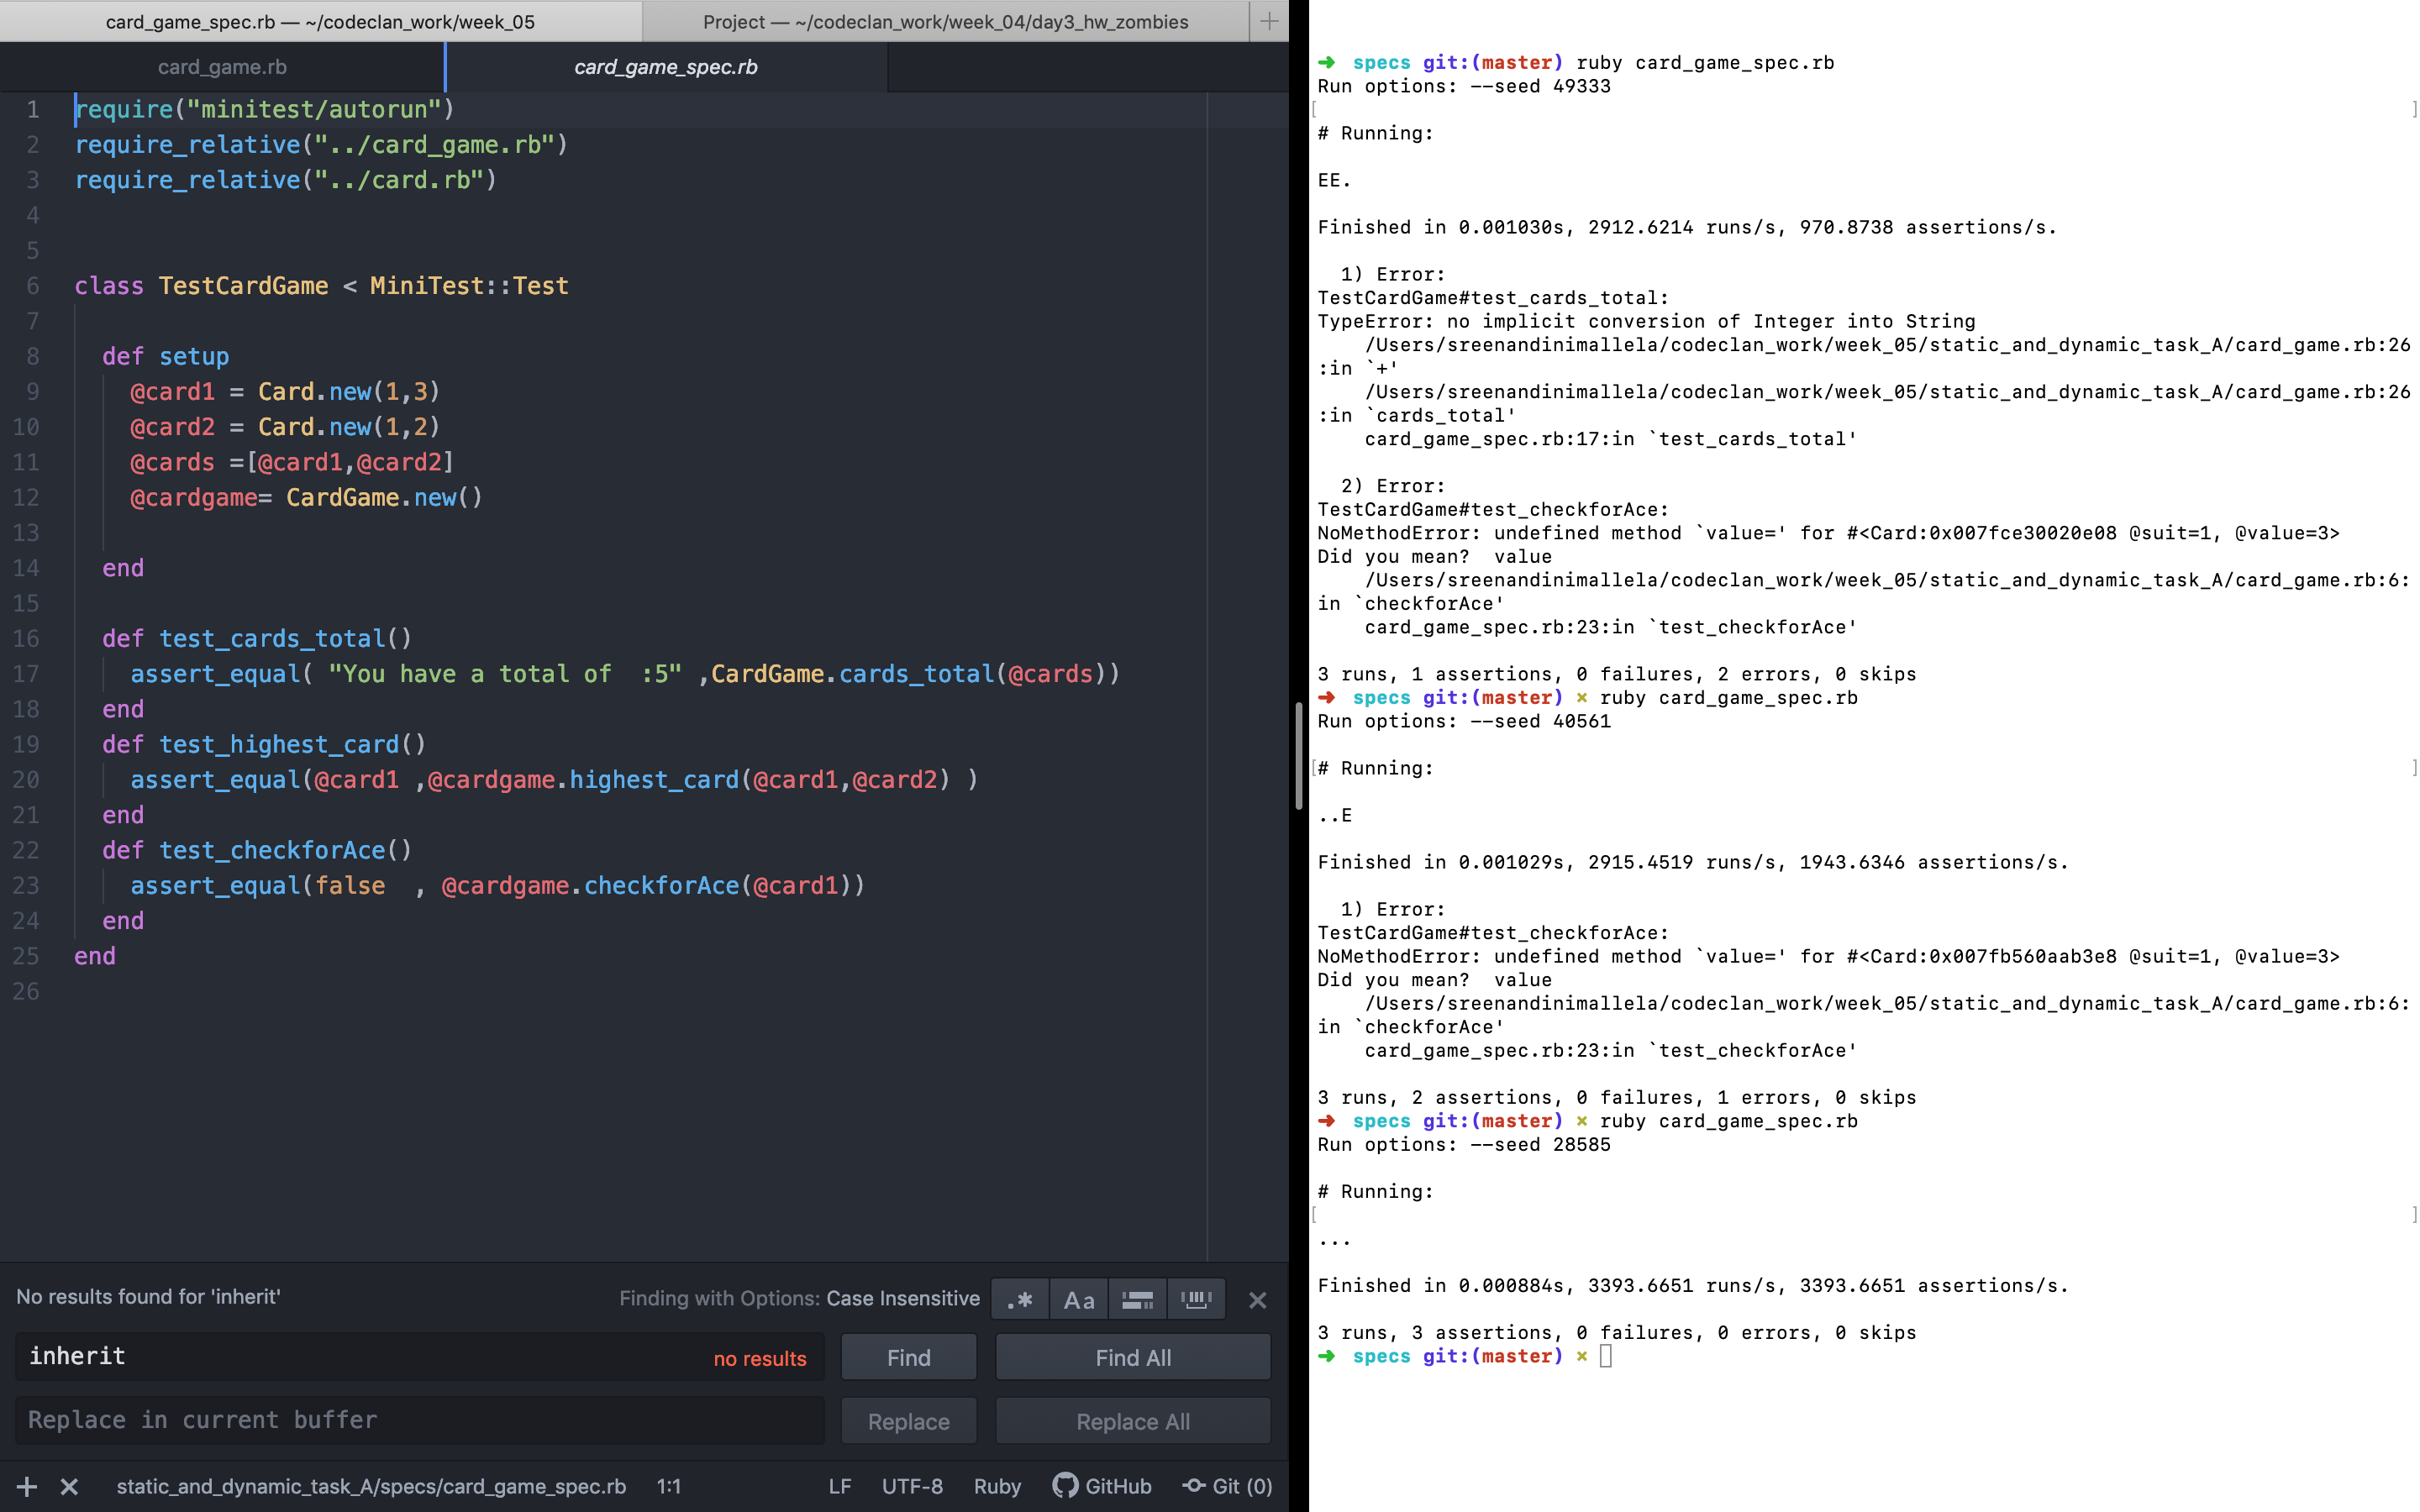 card_game_spec.rb — ~/codeclan_work/week_05
Project — ~/codeclan_work/week_04/day3_hw_zombies
card_game.rb
card_game_spec.rb
1 require("minitest/autorun")
2 require_relative("../card_game.rb")
3 require_relative("../card.rb")
4
5
6 class TestCardGame < MiniTest::Test
7
8 def setup
9 @card1 = Card.new(1,3)
10 @card2 = Card.new(1,2)
11 @cards =[@card1,@card2]
12 @cardgame= CardGame.new()
13
14 end
15
16 def test_cards_total()
17 assert_equal( "You have a total of  :5" ,CardGame.cards_total(@cards))
18 end
19 def test_highest_card()
20 assert_equal(@card1 ,@cardgame.highest_card(@card1,@card2) )
21 end
22 def test_checkforAce()
23 assert_equal(false  , @cardgame.checkforAce(@card1))
24 end
25 end
26
No results found for 'inherit'
Finding with Options: Case Insensitive
.* Aa
inherit
no results
Find
Find All
Replace in current buffer
Replace
Replace All
static_and_dynamic_task_A/specs/card_game_spec.rb 1:1 LF UTF-8 Ruby GitHub Git (0)
➜ specs git:(master) ruby card_game_spec.rb
Run options: --seed 49333
[ ]
# Running:
EE.
Finished in 0.001030s, 2912.6214 runs/s, 970.8738 assertions/s.
1) Error:
TestCardGame#test_cards_total:
TypeError: no implicit conversion of Integer into String
/Users/sreenandinimallela/codeclan_work/week_05/static_and_dynamic_task_A/card_game.rb:26
:in `+'
/Users/sreenandinimallela/codeclan_work/week_05/static_and_dynamic_task_A/card_game.rb:26
:in `cards_total'
card_game_spec.rb:17:in `test_cards_total'
2) Error:
TestCardGame#test_checkforAce:
NoMethodError: undefined method `value=' for #<Card:0x007fce30020e08 @suit=1, @value=3>
Did you mean?  value
/Users/sreenandinimallela/codeclan_work/week_05/static_and_dynamic_task_A/card_game.rb:6:
in `checkforAce'
card_game_spec.rb:23:in `test_checkforAce'
3 runs, 1 assertions, 0 failures, 2 errors, 0 skips
➜ specs git:(master) × ruby card_game_spec.rb
Run options: --seed 40561
[# Running: ]
..E
Finished in 0.001029s, 2915.4519 runs/s, 1943.6346 assertions/s.
1) Error:
TestCardGame#test_checkforAce:
NoMethodError: undefined method `value=' for #<Card:0x007fb560aab3e8 @suit=1, @value=3>
Did you mean?  value
/Users/sreenandinimallela/codeclan_work/week_05/static_and_dynamic_task_A/card_game.rb:6:
in `checkforAce'
card_game_spec.rb:23:in `test_checkforAce'
3 runs, 2 assertions, 0 failures, 1 errors, 0 skips
➜ specs git:(master) × ruby card_game_spec.rb
Run options: --seed 28585
# Running:
[ ]
...
Finished in 0.000884s, 3393.6651 runs/s, 3393.6651 assertions/s.
3 runs, 3 assertions, 0 failures, 0 errors, 0 skips
➜ specs git:(master) ×